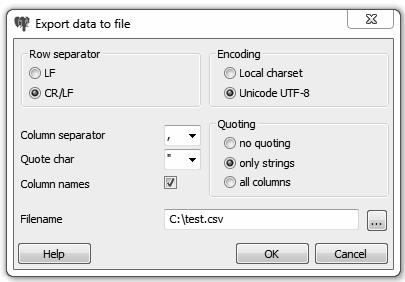 Export data to file
Row separator
LF
CR/LF
Encoding
Local charset
Unicode UTF-8
Column separator ,
Quote char "
Column names
Quoting
no quoting
only strings
all columns
Filename C:\test.csv ...
Help OK Cancel